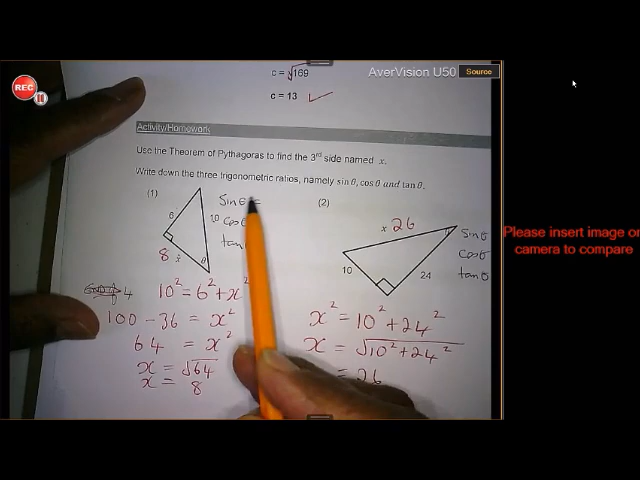 c = √169
AverVision U50
Source
REC
c = 13 ✓
Activity/Homework
Use the Theorem of Pythagoras to find the 3rd side named x.
Write down the three trigonometric ratios, namely sin θ, cos θ and tan θ.
(1)
6
10
8 x
θ
sin θ =
cos θ
tan
10² = 6² + x²
100 - 36 = x²
64 = x²
x = √64
x = 8
(2)
x 26
10
24
sin θ
cos θ
tan θ
x² = 10² + 24²
x = √10² + 24²
= 26
Please insert image or
camera to compare